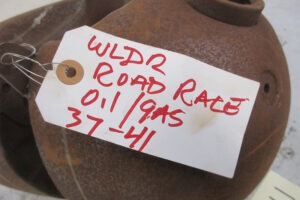 WLDR
ROAD RACE
OIL/GAS
37-41